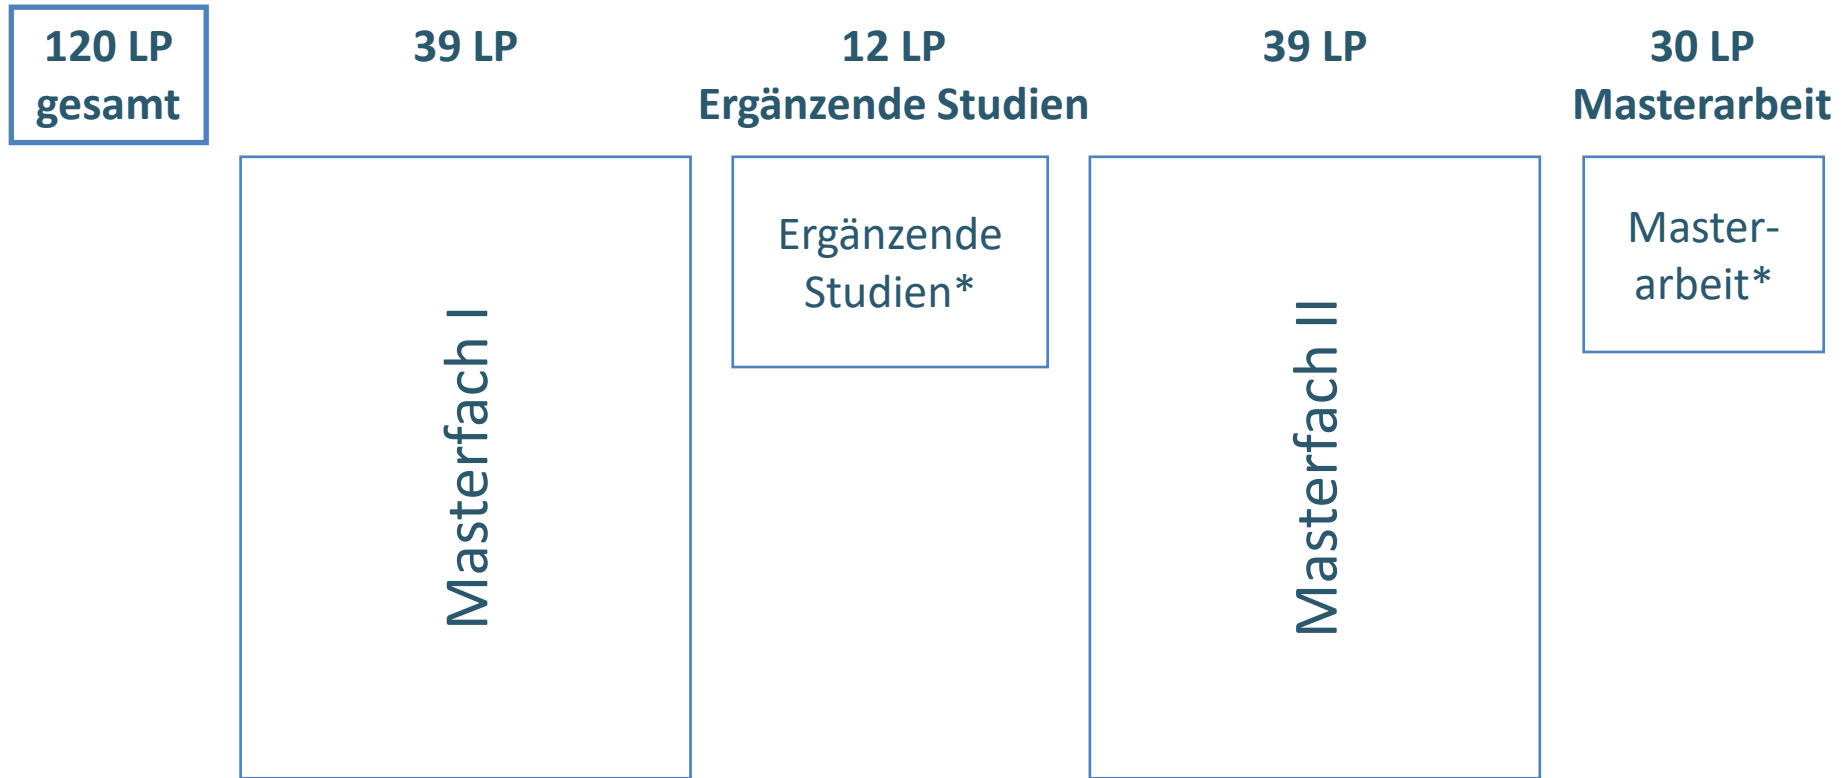 120 LP
gesamt
39 LP
12 LP
Ergänzende Studien
39 LP
30 LP
Masterarbeit
Masterfach I
Ergänzende
Studien*
Masterfach II
Master-
arbeit*